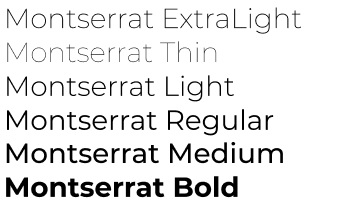 Montserrat ExtraLight
Montserrat Thin
Montserrat Light
Montserrat Regular
Montserrat Medium
Montserrat Bold